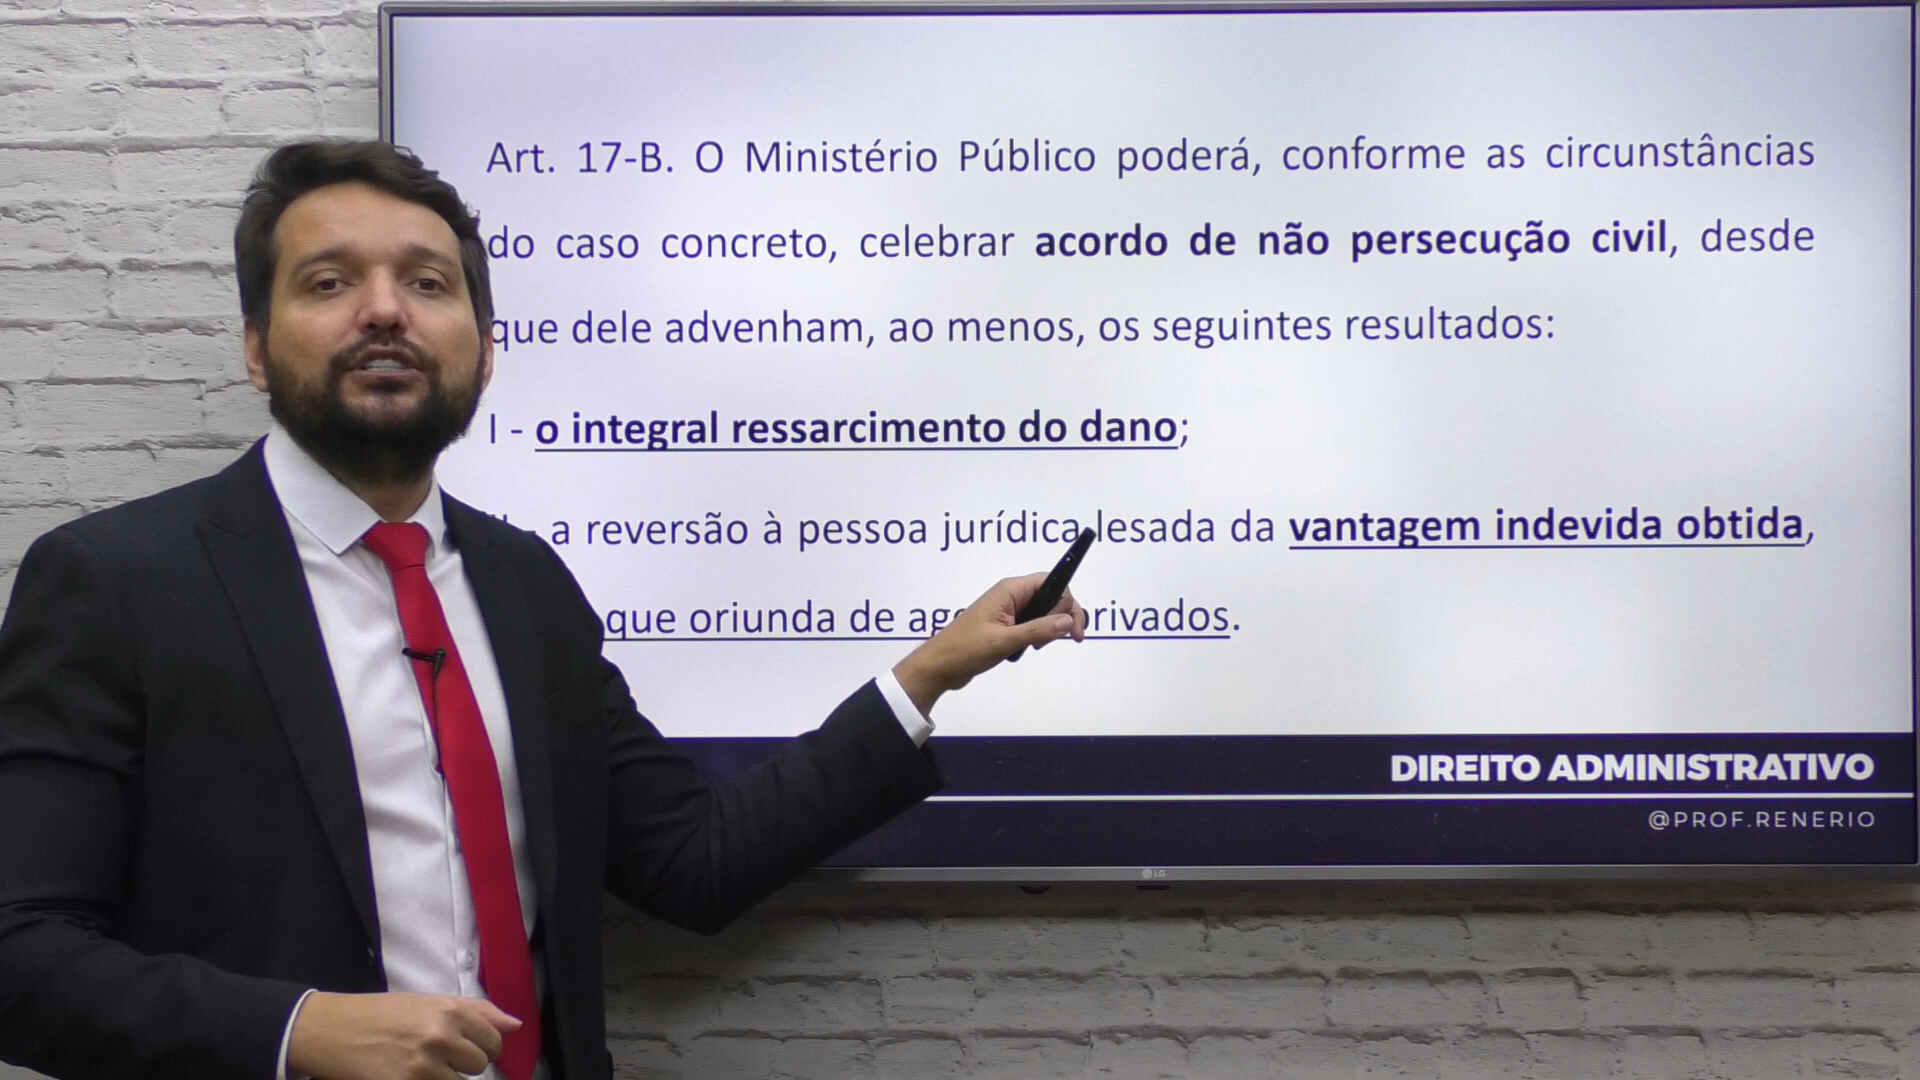 Art. 17-B. O Ministério Público poderá, conforme as circunstâncias
do caso concreto, celebrar acordo de não persecução civil, desde
que dele advenham, ao menos, os seguintes resultados:
I - o integral ressarcimento do dano;
- a reversão à pessoa jurídica lesada da vantagem indevida obtida,
que oriunda de privados.
DIREITO ADMINISTRATIVO
@PROF.RENERIO
LG